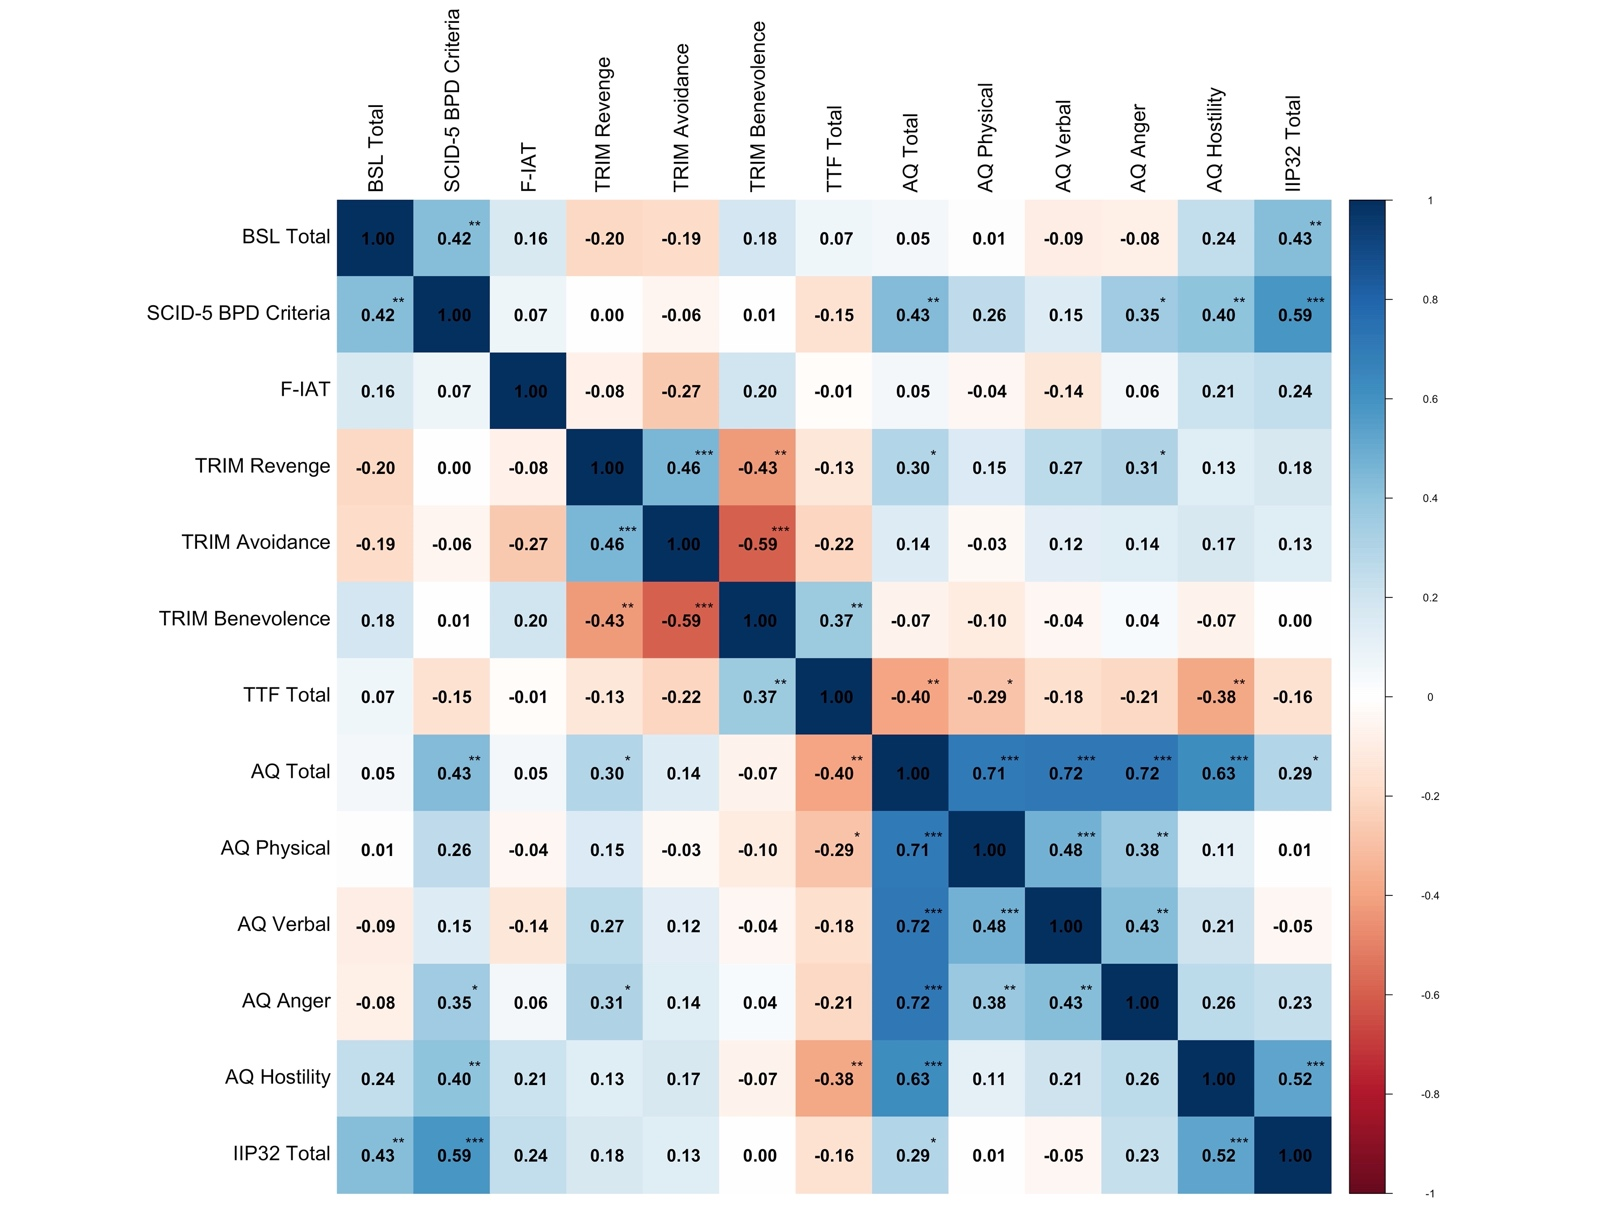 BSL Total SCID-5 BPD Criteria F-IAT TRIM Revenge TRIM Avoidance TRIM Benevolence TTF Total AQ Total AQ Physical AQ Verbal AQ Anger AQ Hostility IIP32 Total
BSL Total 1.00 0.42** 0.16 -0.20 -0.19 0.18 0.07 0.05 0.01 -0.09 -0.08 0.24 0.43**
SCID-5 BPD Criteria 0.42** 1.00 0.07 0.00 -0.06 0.01 -0.15 0.43** 0.26 0.15 0.35* 0.40** 0.59***
F-IAT 0.16 0.07 1.00 -0.08 -0.27 0.20 -0.01 0.05 -0.04 -0.14 0.06 0.21 0.24
TRIM Revenge -0.20 0.00 -0.08 1.00 0.46*** -0.43** -0.13 0.30* 0.15 0.27 0.31* 0.13 0.18
TRIM Avoidance -0.19 -0.06 -0.27 0.46*** 1.00 -0.59*** -0.22 0.14 -0.03 0.12 0.14 0.17 0.13
TRIM Benevolence 0.18 0.01 0.20 -0.43** -0.59*** 1.00 0.37** -0.07 -0.10 -0.04 0.04 -0.07 0.00
TTF Total 0.07 -0.15 -0.01 -0.13 -0.22 0.37** 1.00 -0.40** -0.29* -0.18 -0.21 -0.38** -0.16
AQ Total 0.05 0.43** 0.05 0.30* 0.14 -0.07 -0.40** 1.00 0.71*** 0.72*** 0.72*** 0.63*** 0.29*
AQ Physical 0.01 0.26 -0.04 0.15 -0.03 -0.10 -0.29* 0.71*** 1.00 0.48*** 0.38** 0.11 0.01
AQ Verbal -0.09 0.15 -0.14 0.27 0.12 -0.04 -0.18 0.72*** 0.48*** 1.00 0.43** 0.21 -0.05
AQ Anger -0.08 0.35* 0.06 0.31* 0.14 0.04 -0.21 0.72*** 0.38** 0.43** 1.00 0.26 0.23
AQ Hostility 0.24 0.40** 0.21 0.13 0.17 -0.07 -0.38** 0.63*** 0.11 0.21 0.26 1.00 0.52***
IIP32 Total 0.43** 0.59*** 0.24 0.18 0.13 0.00 -0.16 0.29* 0.01 -0.05 0.23 0.52*** 1.00
1
0.8
0.6
0.4
0.2
0
-0.2
-0.4
-0.6
-0.8
-1